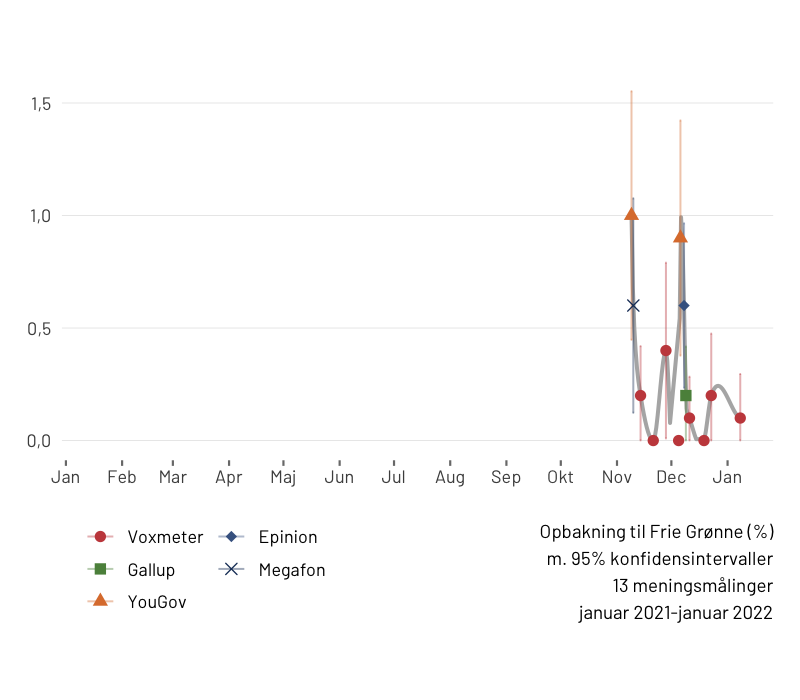 1,5
1,0
0,5
0,0
Jan Feb Mar Apr Maj Jun Jul Aug Sep Okt Nov Dec Jan
Voxmeter
Gallup
YouGov
Epinion
Megafon
Opbakning til Frie Grønne (%)
m. 95% konfidensintervaller
13 meningsmålinger
januar 2021-januar 2022